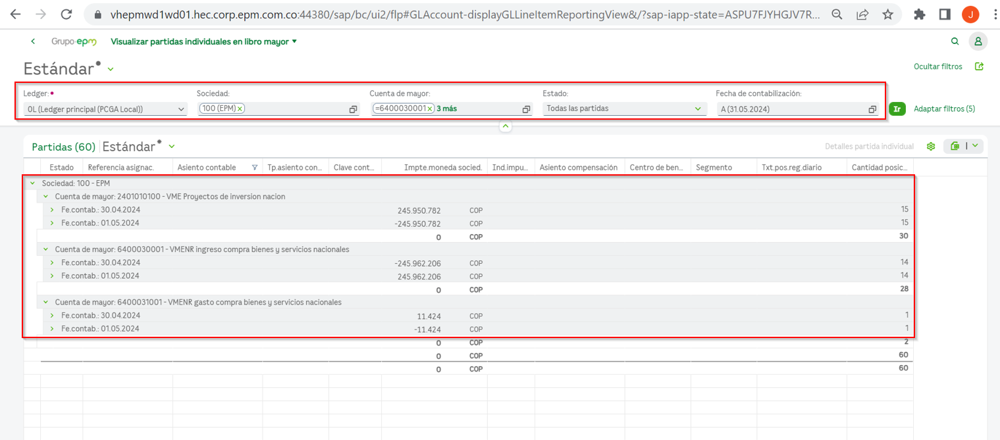 vhepmwd1wd01.hec.corp.epm.com.co:44380/sap/bc/ui2/flp#GLAccount-displayGLLineItemReportingView&/?sap-iapp-state=ASPU7FJYHGJV7R...
J
Grupo·epm Visualizar partidas individuales en libro mayor
Estándar*
Ocultar filtros
Ledger: Sociedad: Cuenta de mayor: Estado: Fecha de contabilización:
0L (Ledger principal (PCGA Local)) 100 (EPM) =6400030001 3 más Todas las partidas A (31.05.2024) Ir Adaptar filtros (5)
Partidas (60) Estándar* Detalles partida individual
Estado Referencia asignac. Asiento contable Tp.asiento con... Clave cont... Impte.moneda socied. Ind.impu... Asiento compensación Centro de ben... Segmento Txt.pos.reg.diario Cantidad posic...
Sociedad: 100 - EPM
Cuenta de mayor: 2401010100 - VME Proyectos de inversion nacion
Fe.contab.: 30.04.2024 245.950.782 COP 15
Fe.contab.: 01.05.2024 -245.950.782 COP 15
0 COP 30
Cuenta de mayor: 6400030001 - VMENR ingreso compra bienes y servicios nacionales
Fe.contab.: 30.04.2024 -245.962.206 COP 14
Fe.contab.: 01.05.2024 245.962.206 COP 14
0 COP 28
Cuenta de mayor: 6400031001 - VMENR gasto compra bienes y servicios nacionales
Fe.contab.: 30.04.2024 11.424 COP 1
Fe.contab.: 01.05.2024 -11.424 COP 1
0 COP 2
0 COP 60
0 COP 60